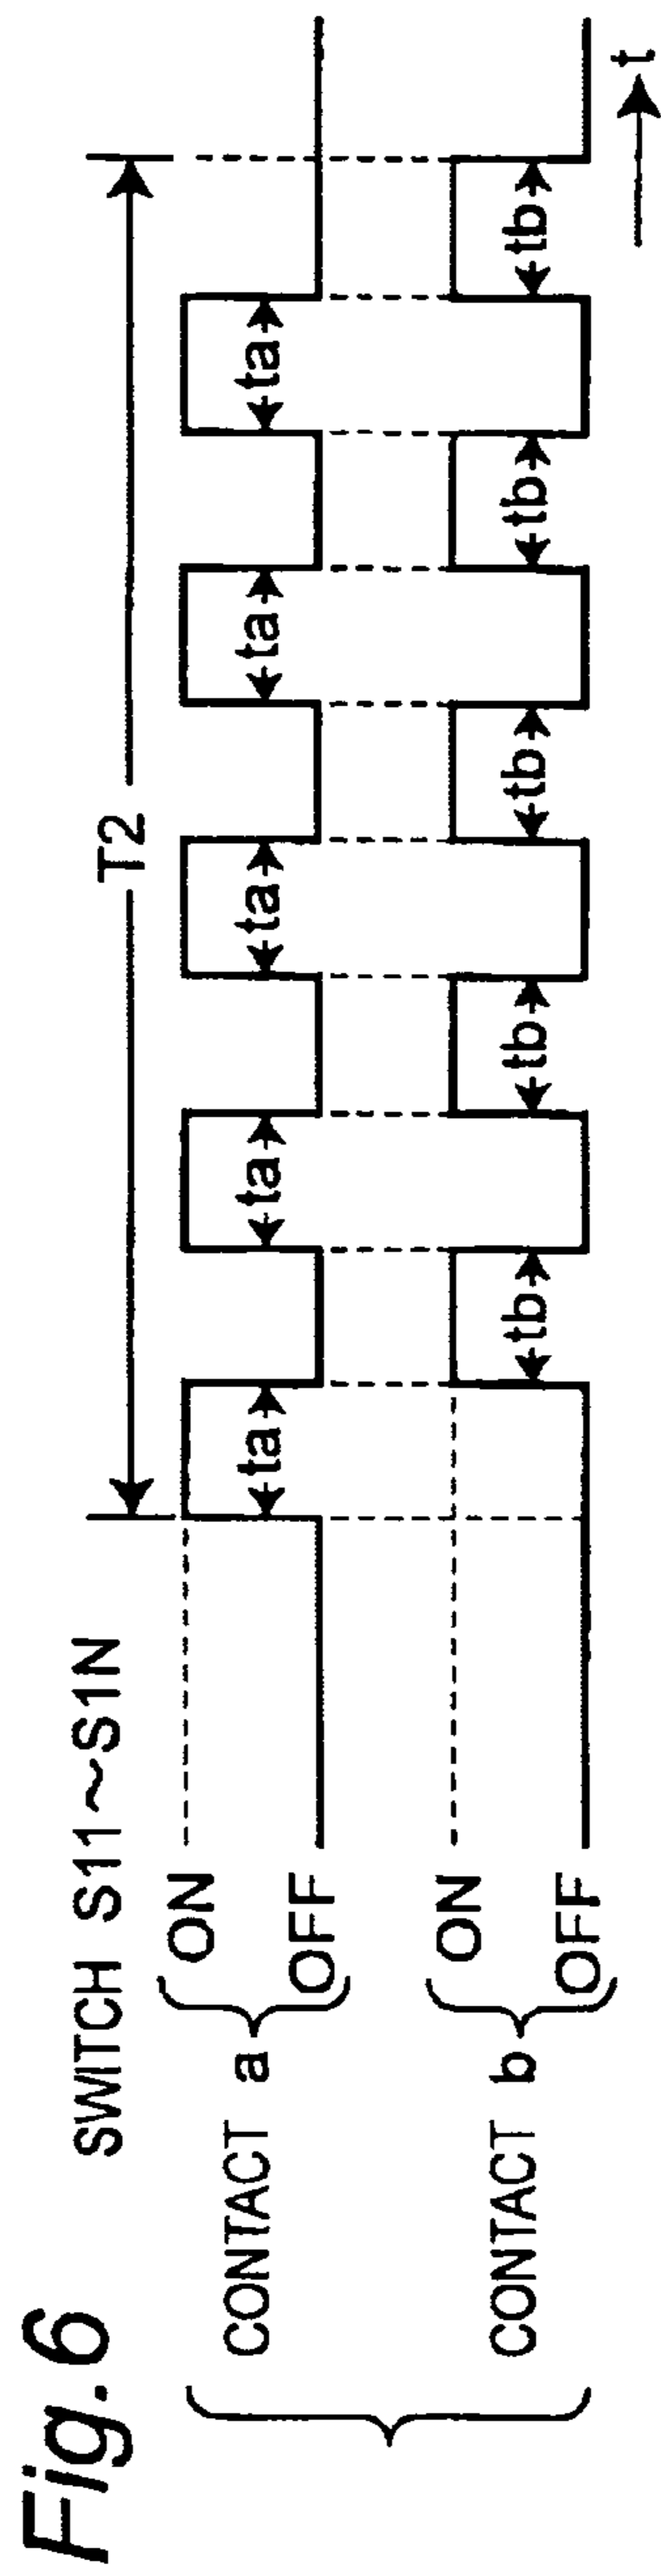 Fig.6
SWITCH S11~S1N
T2
CONTACT a
ON
OFF
ta ta ta ta ta
CONTACT b
ON
OFF
tb tb tb tb tb
t